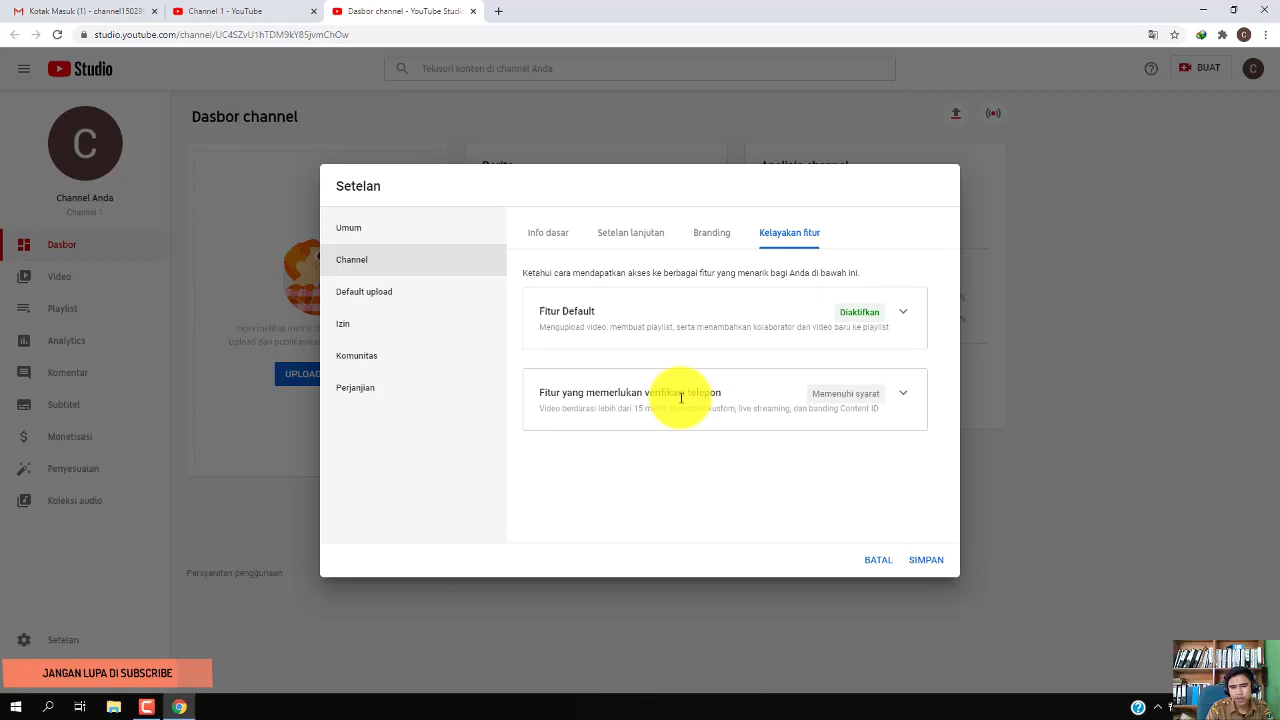 Kotak Masuk (1) - channel15029
Channel 1 - YouTube
Dasbor channel - YouTube Studio
studio.youtube.com/channel/UC4SZvU1hTDM9kY85jvmChOw
C
Studio
Telusuri konten di channel Anda
BUAT
C
C
Channel Anda
Channel 1
Dasbor
Video
Playlist
Analytics
Komentar
Subtitel
Monetisasi
Penyesuaian
Koleksi audio
Setelan
Dasbor channel
UPLOAD
Persyaratan penggunaan
Setelan
Umum
Channel
Default upload
Izin
Komunitas
Perjanjian
Info dasar
Setelan lanjutan
Branding
Kelayakan fitur
Ketahui cara mendapatkan akses ke berbagai fitur yang menarik bagi Anda di bawah ini.
Fitur Default
Diaktifkan
Mengupload video, membuat playlist, serta menambahkan kolaborator dan video baru ke playlist
Fitur yang memerlukan verifikasi telepon
Memenuhi syarat
Video berdurasi lebih dari 15 menit, thumbnail kustom, live streaming, dan banding Content ID
BATAL
SIMPAN
JANGAN LUPA DI SUBSCRIBE